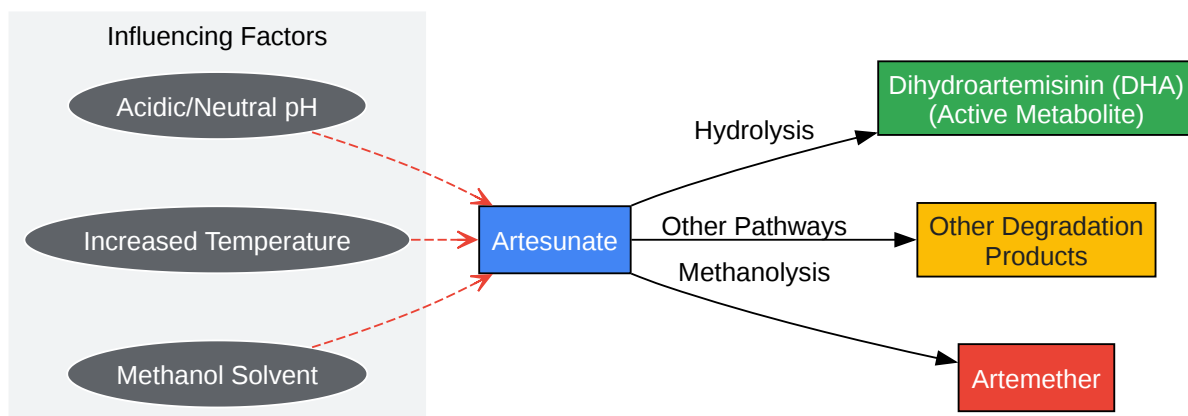 Influencing Factors
Acidic/Neutral pH
Increased Temperature
Methanol Solvent
Artesunate
Hydrolysis
Other Pathways
Methanolysis
Dihydroartemisinin (DHA)
(Active Metabolite)
Other Degradation
Products
Artemether